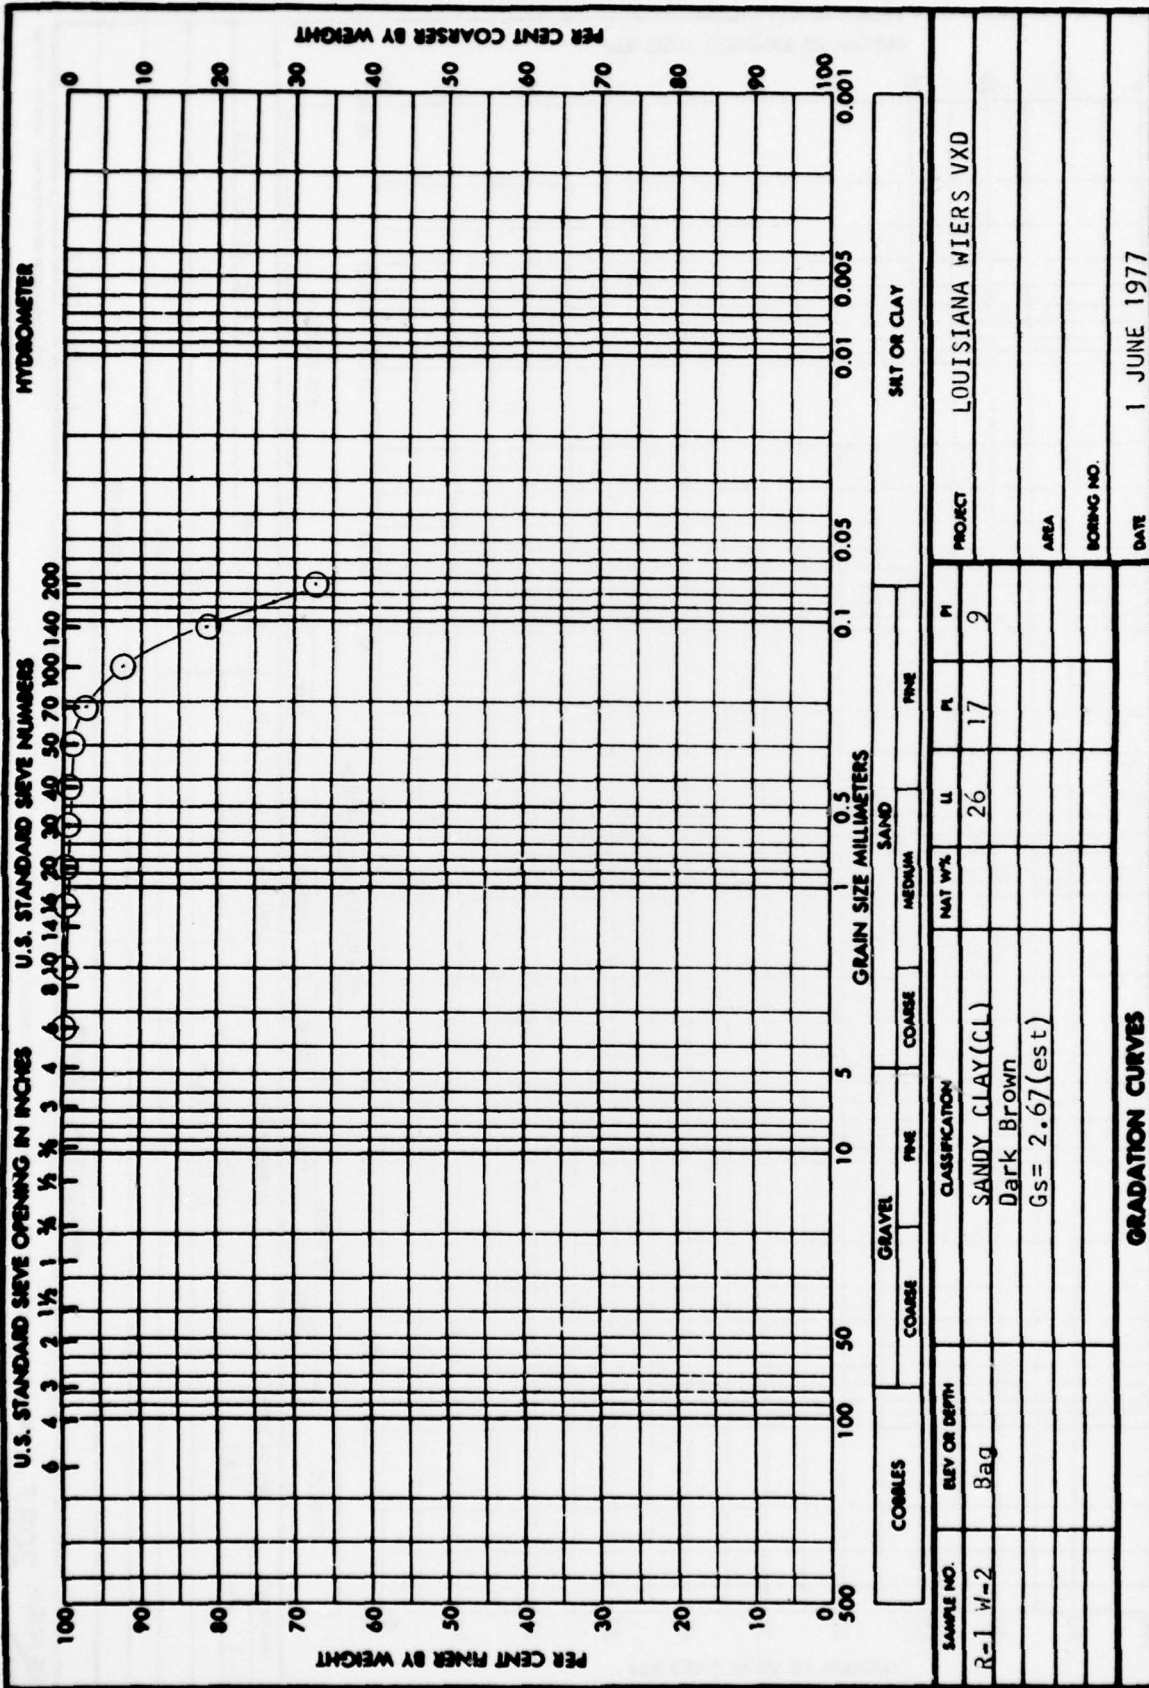 U.S. STANDARD SIEVE OPENING IN INCHES
U.S. STANDARD SIEVE NUMBERS
HYDROMETER
6 4 3 2 1½ 1 ¾ ½ ⅜ 3 4 6 8 10 14 16 20 30 40 50 70 100 140 200
PER CENT FINER BY WEIGHT
100
90
80
70
60
50
40
30
20
10
0
PER CENT COARSER BY WEIGHT
0
10
20
30
40
50
60
70
80
90
100
500 100 50 10 5 1 0.5 0.1 0.05 0.01 0.005 0.001
GRAIN SIZE MILLIMETERS
COBBLES GRAVEL SAND SILT OR CLAY
COARSE FINE COARSE MEDIUM FINE
SAMPLE NO. ELEV OR DEPTH CLASSIFICATION NAT W% LL PL PI
R-1 W-2 Bag SANDY CLAY(CL) 26 17 9
Dark Brown
Gs= 2.67(est)
PROJECT LOUISIANA WIERS VXD
AREA
BORING NO.
DATE 1 JUNE 1977
GRADATION CURVES